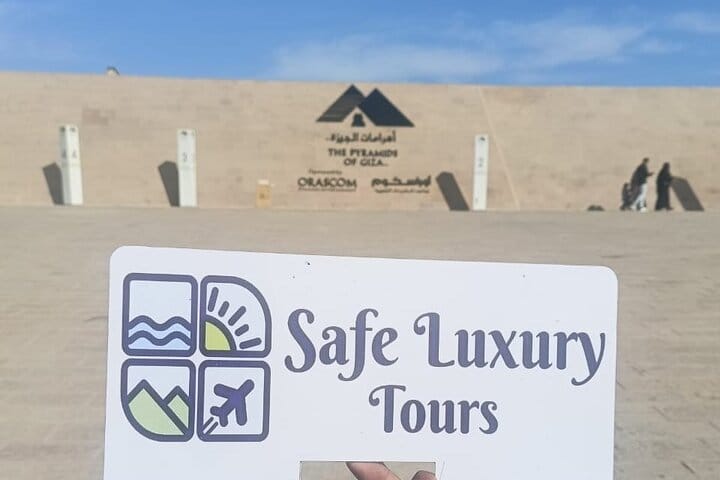 أهرامات الجيزة
THE PYRAMIDS
OF GIZA
ORASCOM
أوراسكوم
2
3
4
Safe Luxury
Tours